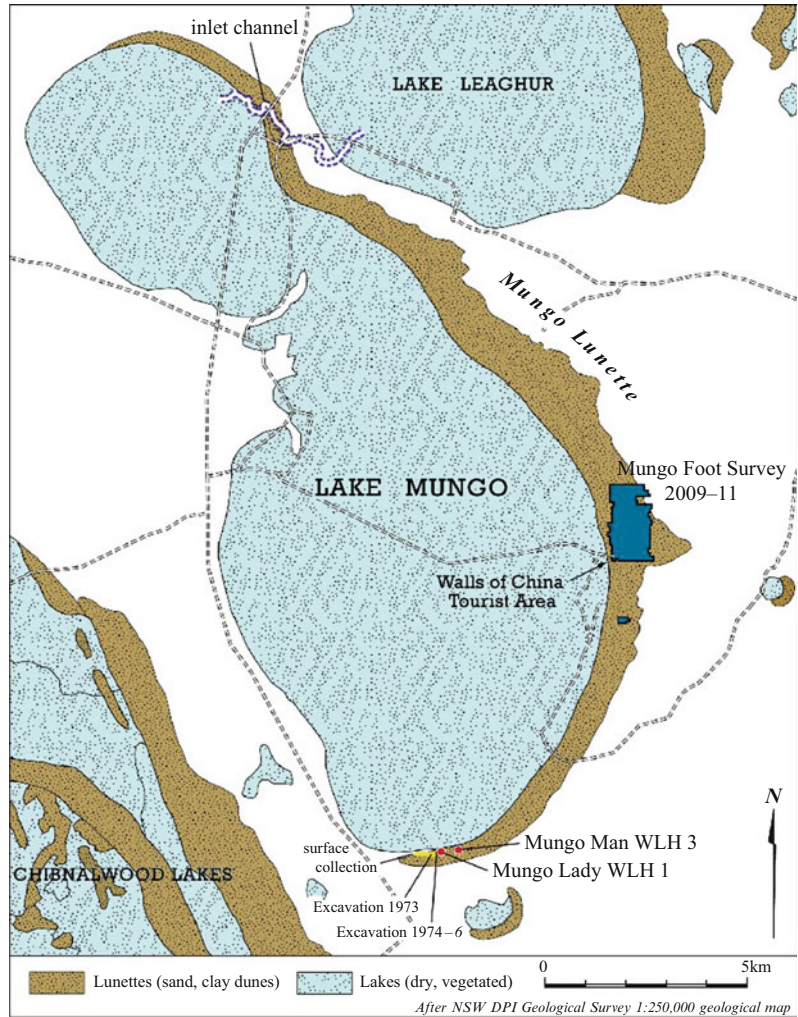 inlet channel
LAKE LEAGHUR
Mungo Lunette
Mungo Foot Survey
2009–11
LAKE MUNGO
Walls of China
Tourist Area
N
surface
collection
Mungo Man WLH 3
Mungo Lady WLH 1
CHIBNALWOOD LAKES
Excavation 1973
Excavation 1974–6
Lunettes (sand, clay dunes)
Lakes (dry, vegetated)
0 5km
After NSW DPI Geological Survey 1:250,000 geological map